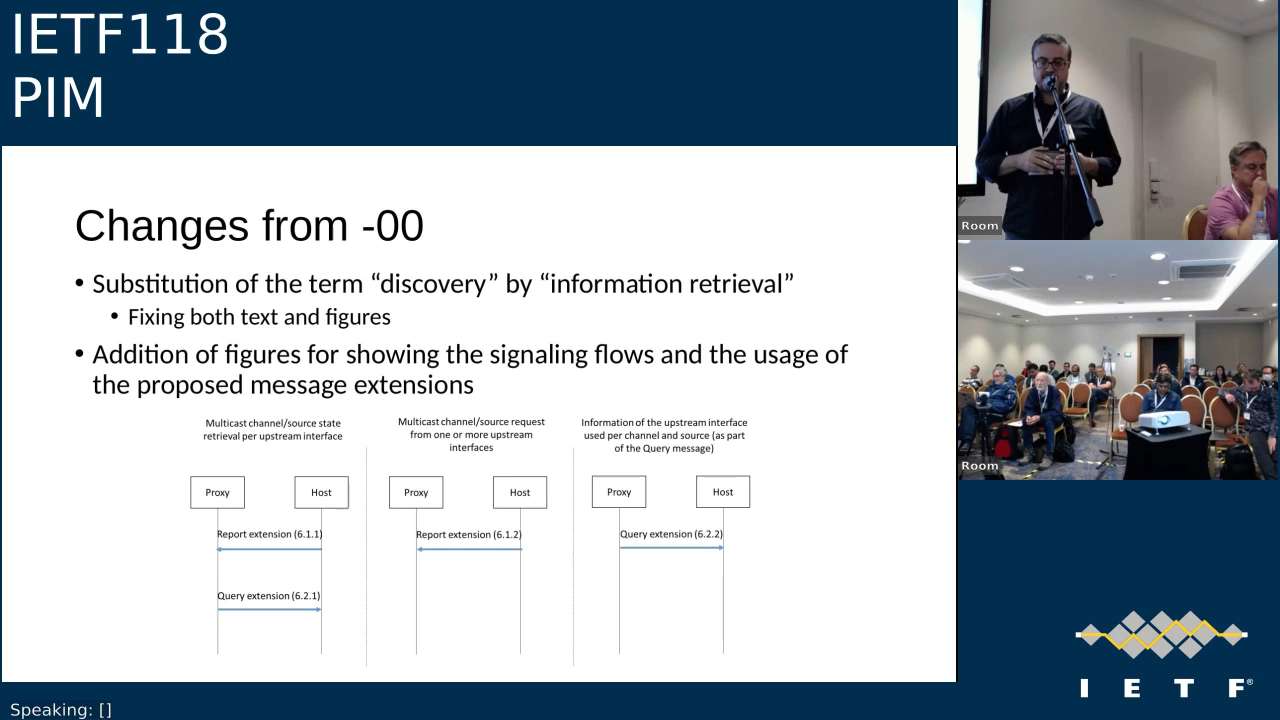 IETF118
PIM
Changes from -00
• Substitution of the term “discovery” by “information retrieval”
• Fixing both text and figures
• Addition of figures for showing the signaling flows and the usage of
the proposed message extensions
Multicast channel/source state
retrieval per upstream interface
Proxy
Host
Report extension (6.1.1)
Query extension (6.2.1)
Multicast channel/source request
from one or more upstream
interfaces
Proxy
Host
Report extension (6.1.2)
Information of the upstream interface
used per channel and source (as part
of the Query message)
Proxy
Host
Query extension (6.2.2)
Room
Room
I E T F®
Speaking: []